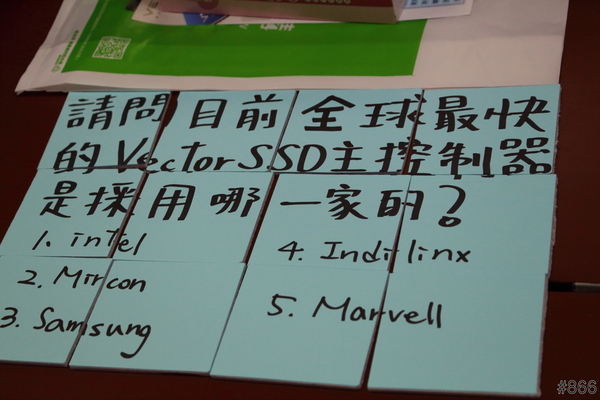 請問目前全球最快
的Vector SSD主控制器
是採用哪一家的?
1. intel
2. Mircon
3. Samsung
4. Indilinx
5. Marvell
#866